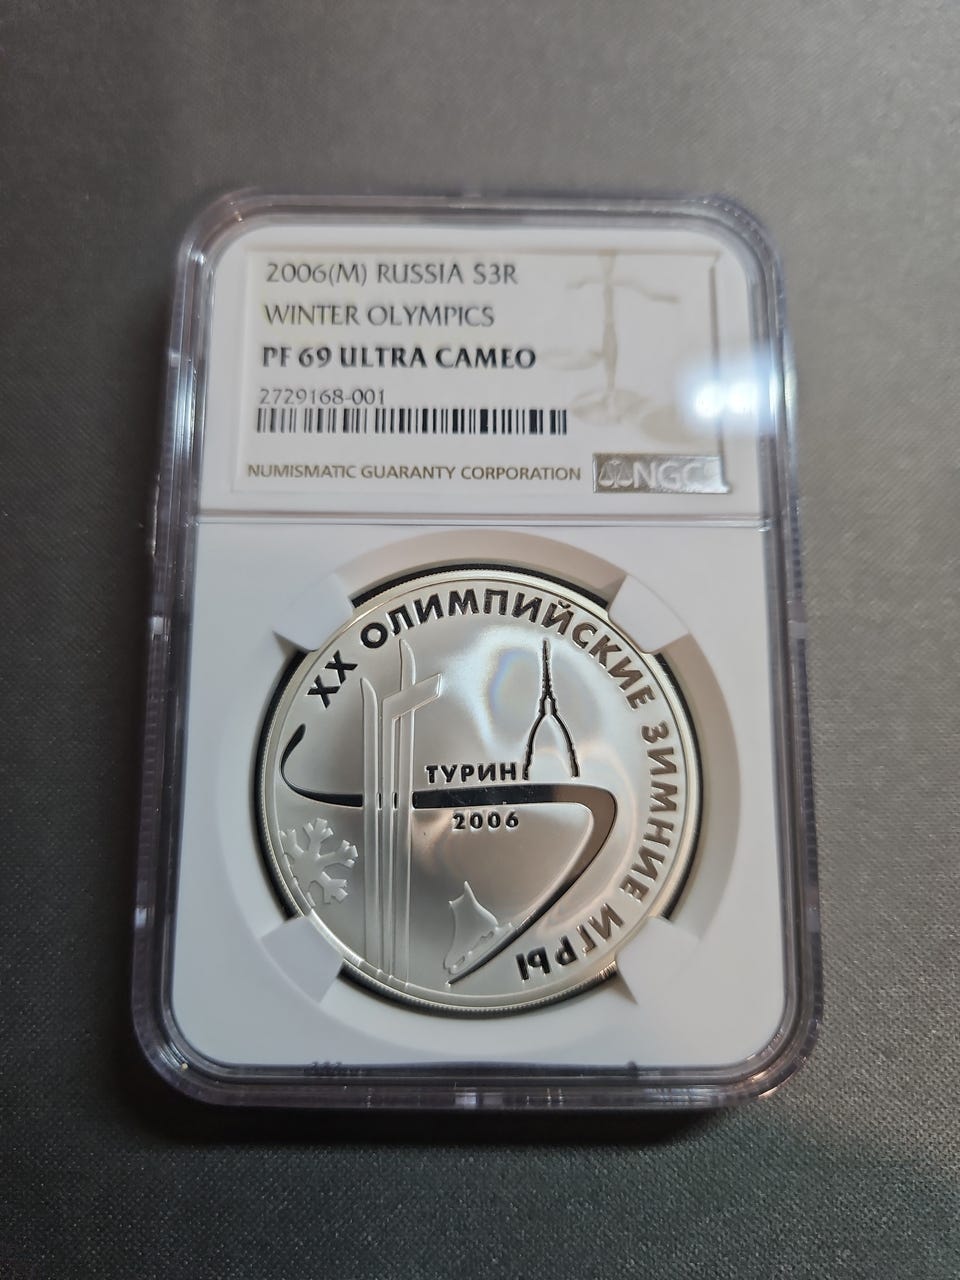 2006(M) RUSSIA S3R
WINTER OLYMPICS
PF 69 ULTRA CAMEO
2729168-001
NUMISMATIC GUARANTY CORPORATION
NGC
XX ОЛИМПИЙСКИЕ ЗИМНИЕ ИГРЫ
ТУРИН
2006